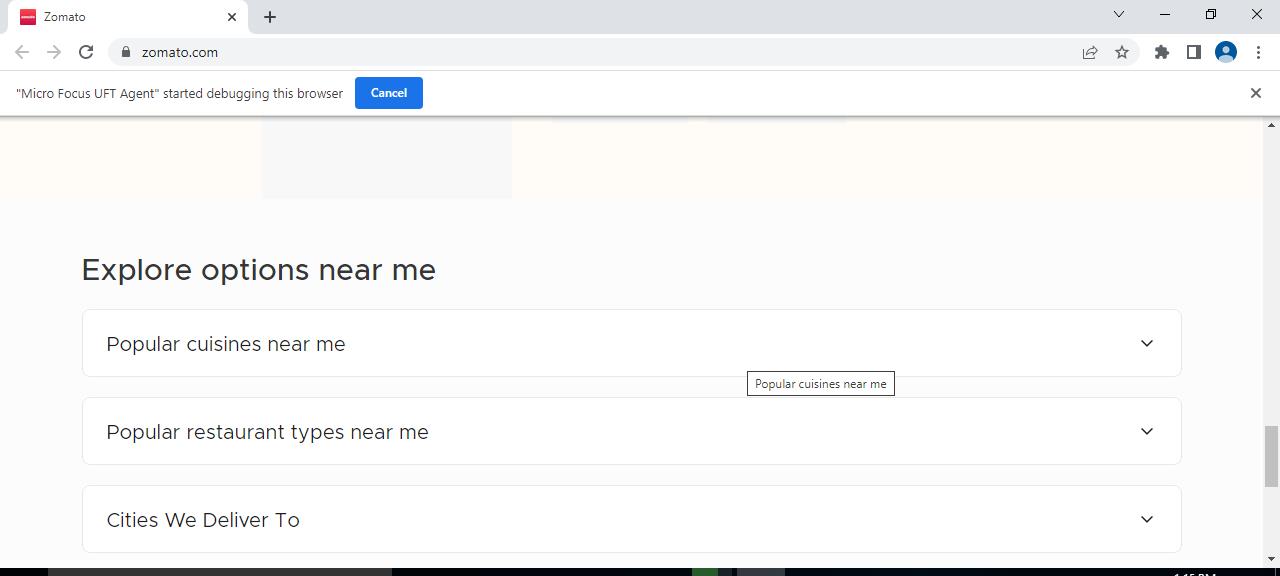 Zomato
zomato.com
"Micro Focus UFT Agent" started debugging this browser
Cancel
Explore options near me
Popular cuisines near me
Popular cuisines near me
Popular restaurant types near me
Cities We Deliver To